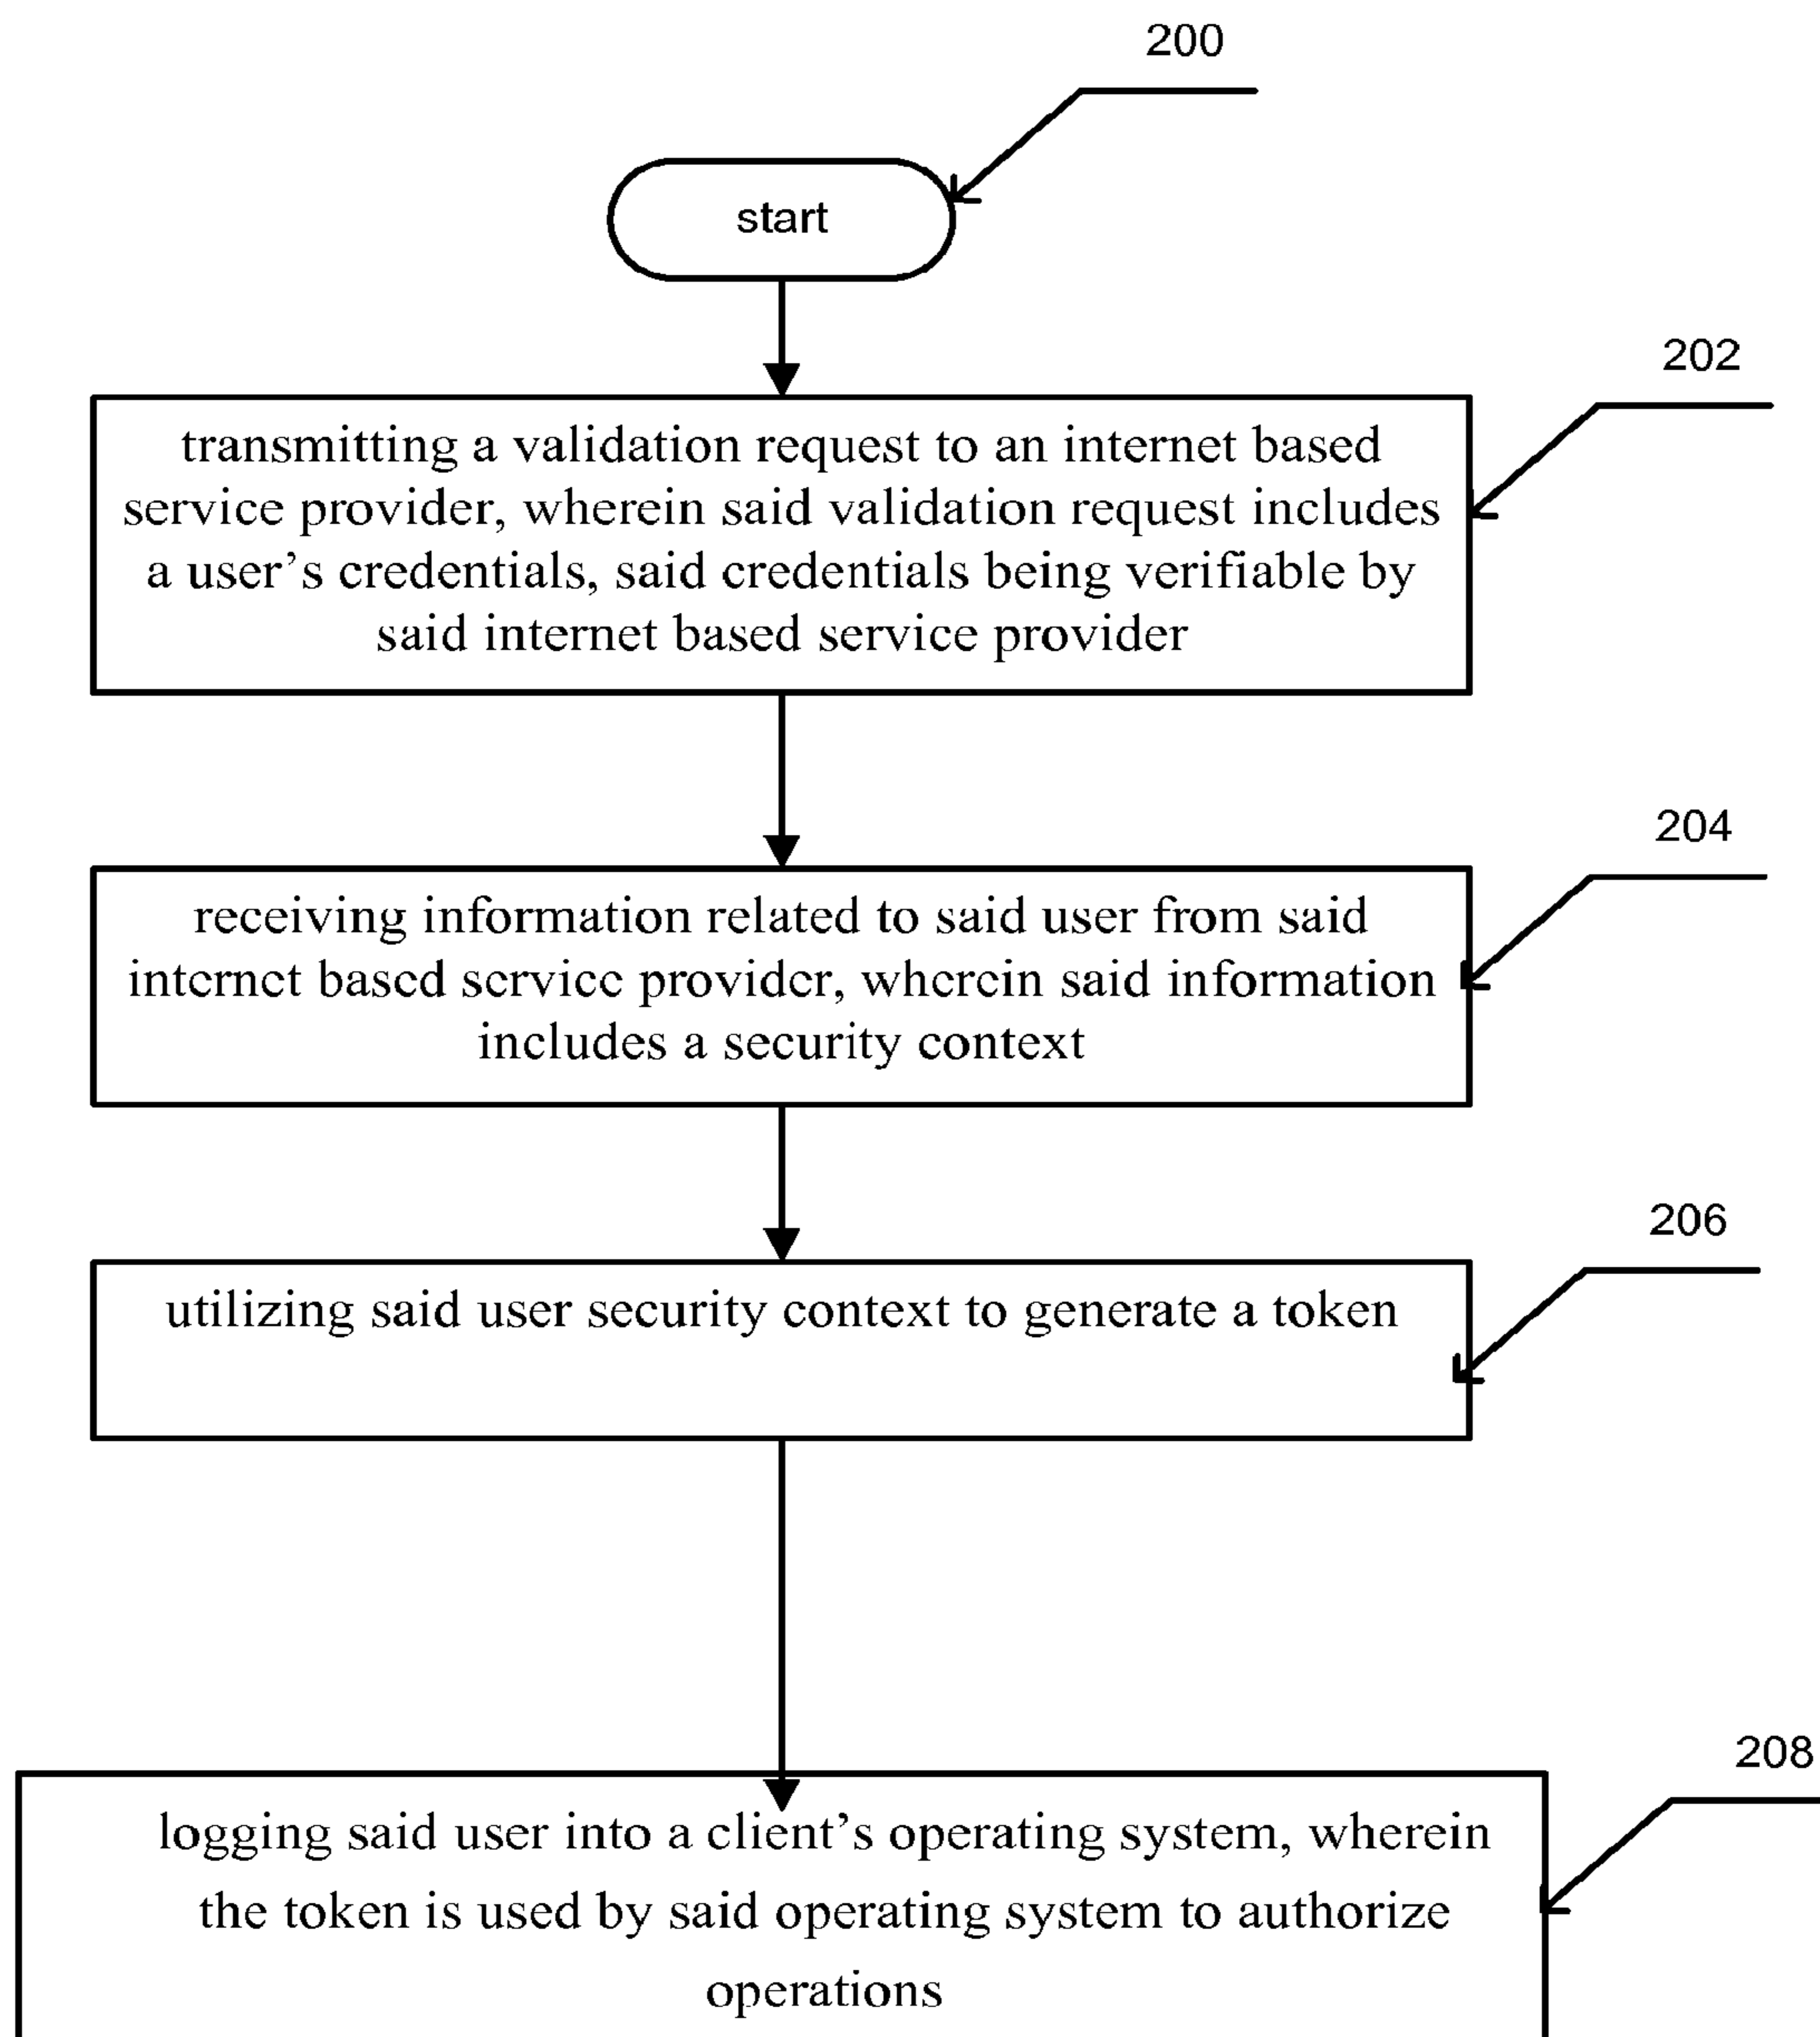 200
start
202
transmitting a validation request to an internet based
service provider, wherein said validation request includes
a user's credentials, said credentials being verifiable by
said internet based service provider
204
receiving information related to said user from said
internet based service provider, wherein said information
includes a security context
206
utilizing said user security context to generate a token
208
logging said user into a client's operating system, wherein
the token is used by said operating system to authorize
operations